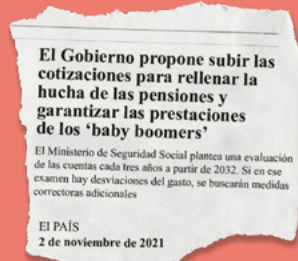 El Gobierno propone subir las
cotizaciones para rellenar la
hucha de las pensiones y
garantizar las prestaciones
de los ‘baby boomers’
El Ministerio de Seguridad Social plantea una evaluación
de las cuentas cada tres años a partir de 2032. Si en ese
examen hay desviaciones del gasto, se buscarán medidas
correctoras adicionales
El PAÍS
2 de noviembre de 2021